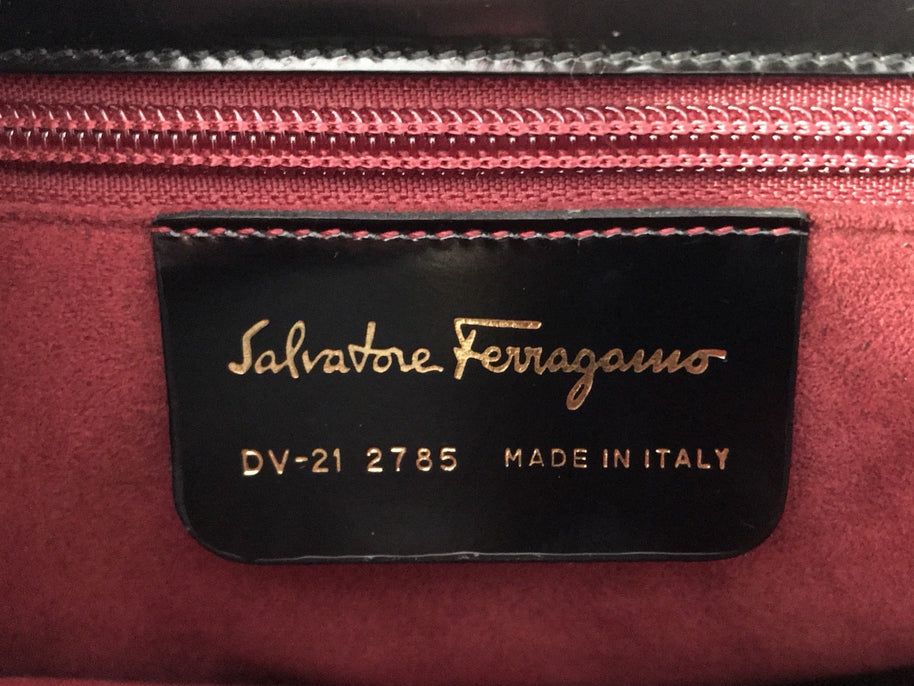 Salvatore Ferragamo
DV-21 2785 MADE IN ITALY